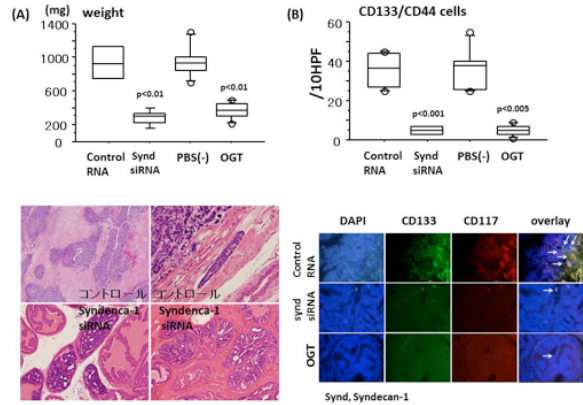 (A)
weight
(mg)
1000
800
600
400
200
p<0.01
p<0.01
Control
RNA
Synd
siRNA
PBS(-)
OGT
(B)
CD133/CD44 cells
/10HPF
60
40
20
0
p<0.001
p<0.005
Control
RNA
Synd
siRNA
PBS(-)
OGT
コントロール
コントロール
Syndenca-1
siRNA
Syndenca-1
siRNA
DAPI
CD133
CD117
overlay
Control
RNA
synd
siRNA
OGT
Synd, Syndecan-1